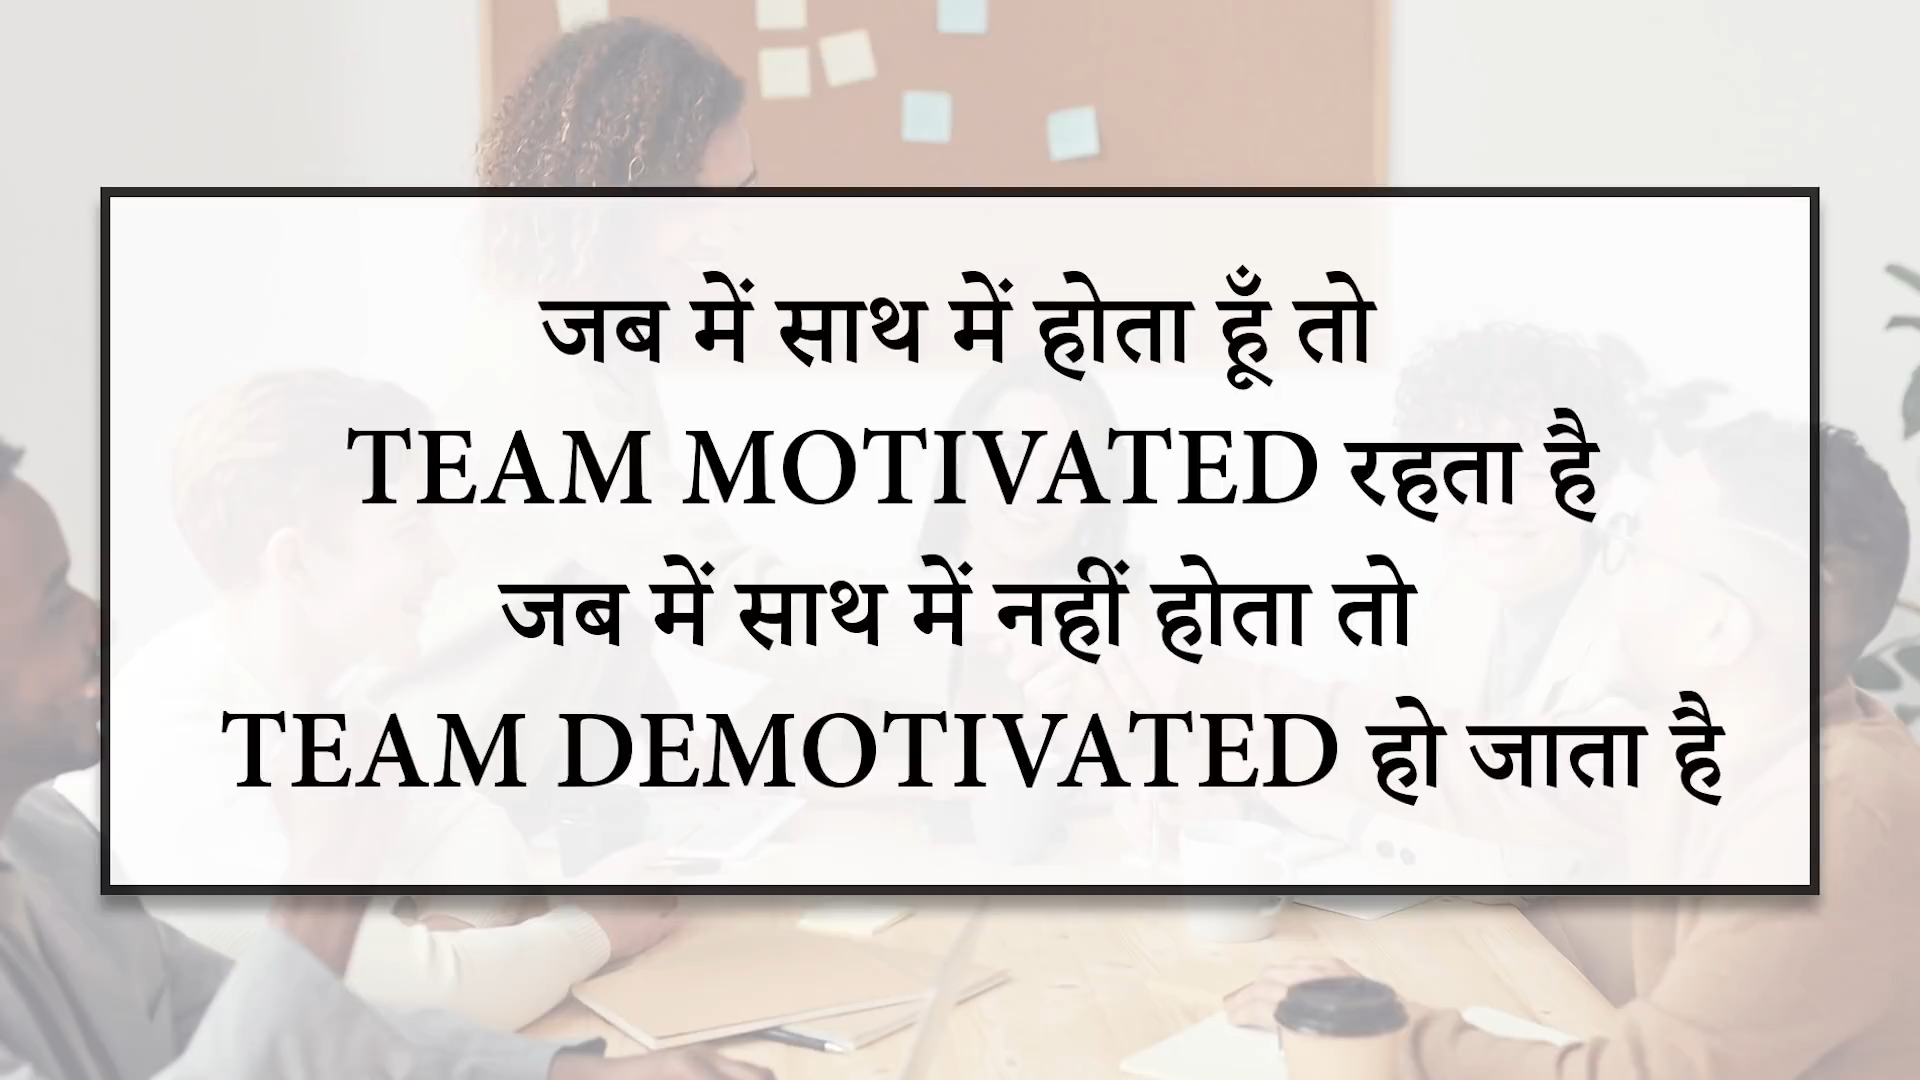 जब में साथ में होता हूँ तो
TEAM MOTIVATED रहता है
जब में साथ में नहीं होता तो
TEAM DEMOTIVATED हो जाता है